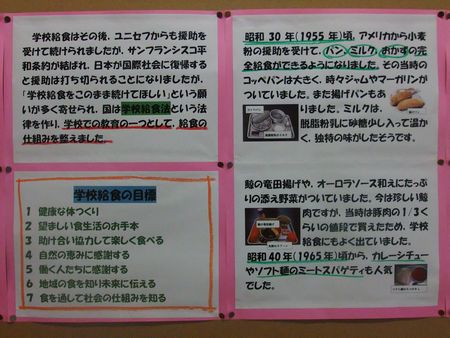 学校給食はその後、ユニセフからも援助を
受けて続けられましたが、サンフランシスコ平
和条約が結ばれ、日本が国際社会に復帰する
と援助は打ち切られることになりましたが、
「学校給食をこのまま続けてほしい」という願
いが多く寄せられ、国は学校給食法という法
律を作り、学校での教育の一つとして、給食の
仕組みを整えました。
学校給食の目標
1 健康な体つくり
2 望ましい食生活のお手本
3 助け合い協力して楽しく食べる
4 自然の恵みに感謝する
5 働く人たちに感謝する
6 地域の食を知り未来に伝える
7 食を通して社会の仕組みを知る
昭和30年(1955年)頃、アメリカから小麦
粉の援助を受けて、パン、ミルク、おかずの完
全給食ができるようになりました。その当時の
コッペパンは大きく、時々ジャムやマーガリンが
ついていました。また揚げパンもあ
りました。ミルクは、
脱脂粉乳に砂糖少し入って温か
く、独特の味がしたそうです。
鯨の竜田揚げや、オーロラソース和えにたっぷ
りの添え野菜がついていました。今は珍しい鯨
肉ですが、当時は豚肉の1/3く
らいの値段で買えたため、学校
給食にもよく出ていました。
昭和40年(1965年)頃から、カレーシチュー
やソフト麺のミートスパゲティも人気
でした。